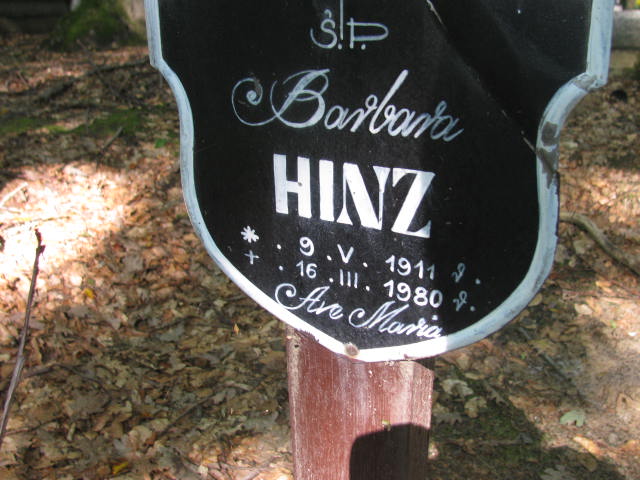 Ś.P.
Barbara
HINZ
* . 9 . V . 1911 r.
+ . 16 . III . 1980 r.
Ave Maria